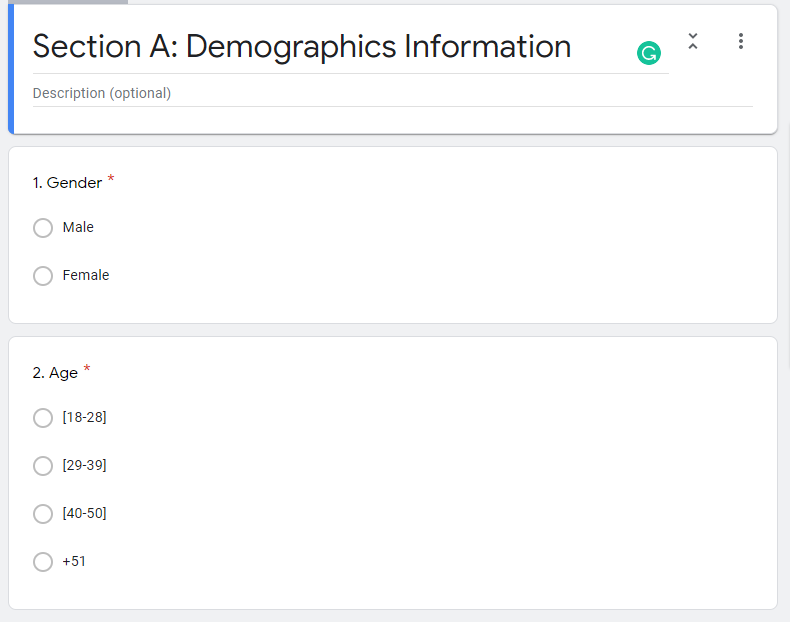 Section A: Demographics Information
Description (optional)
1. Gender *
Male
Female
2. Age *
[18-28]
[29-39]
[40-50]
+51